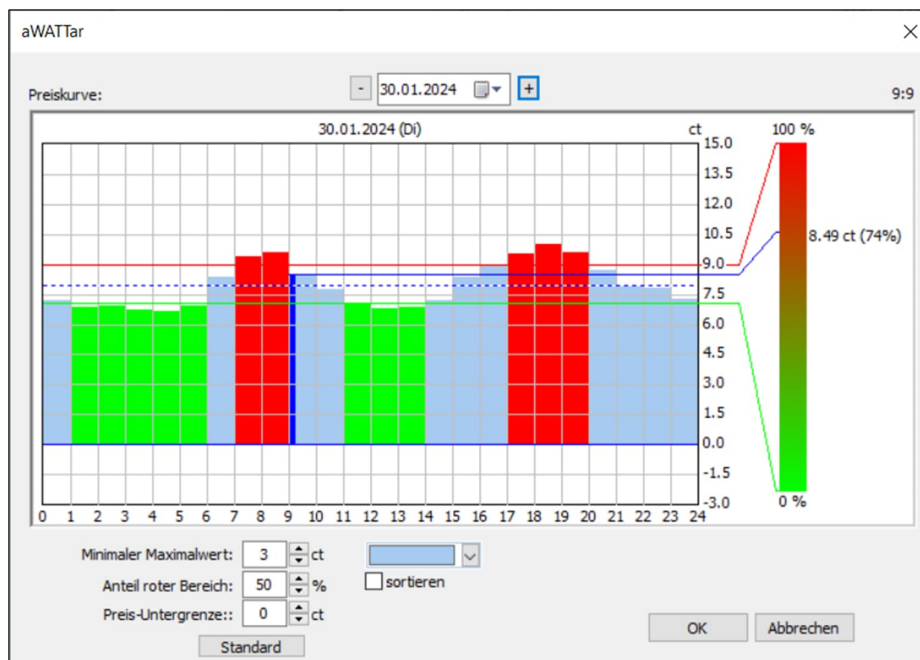 aWATTar
Preiskurve:
-
30.01.2024
+
9:9
30.01.2024 (Di)
ct
100 %
15.0
13.5
12.0
10.5
8.49 ct (74%)
9.0
7.5
6.0
4.5
3.0
1.5
0.0
-1.5
-3.0
0 %
0 1 2 3 4 5 6 7 8 9 10 11 12 13 14 15 16 17 18 19 20 21 22 23 24
Minimaler Maximalwert: 3 ct
Anteil roter Bereich: 50 %
sortieren
Preis-Untergrenze:: 0 ct
Standard
OK
Abbrechen